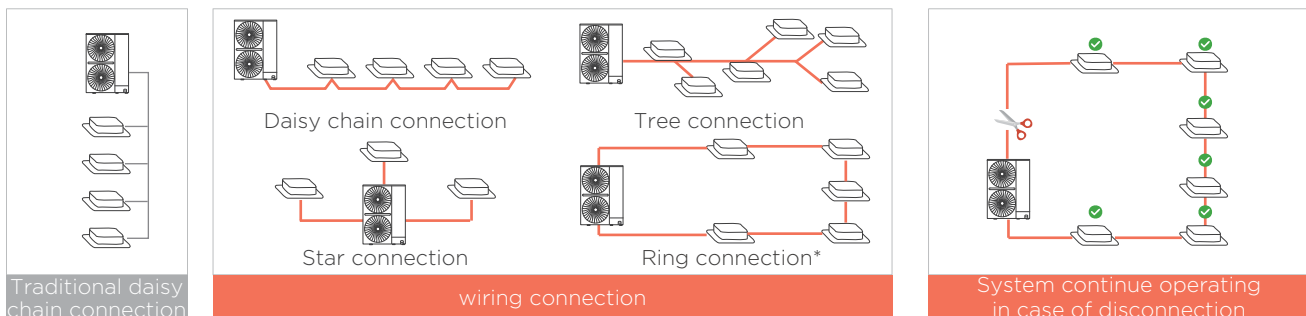 Daisy chain connection
Tree connection
Star connection
Ring connection*
Traditional daisy
chain connection
wiring connection
System continue operating
in case of disconnection